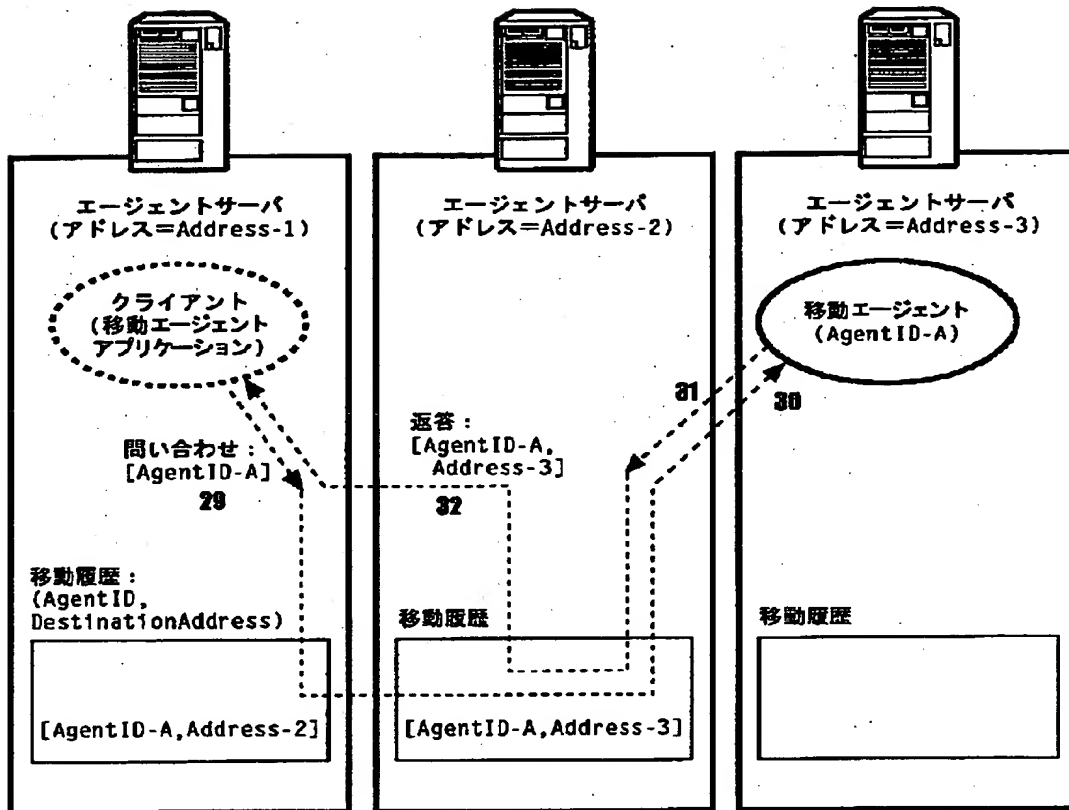 エージェントサーバ
(アドレス=Address-1)
クライアント
(移動エージェント
アプリケーション)
問い合わせ:
[AgentID-A]
29
移動履歴:
(AgentID,
DestinationAddress)
[AgentID-A,Address-2]
エージェントサーバ
(アドレス=Address-2)
返答:
[AgentID-A,
Address-3]
32
31
移動履歴
[AgentID-A,Address-3]
エージェントサーバ
(アドレス=Address-3)
移動エージェント
(AgentID-A)
30
移動履歴